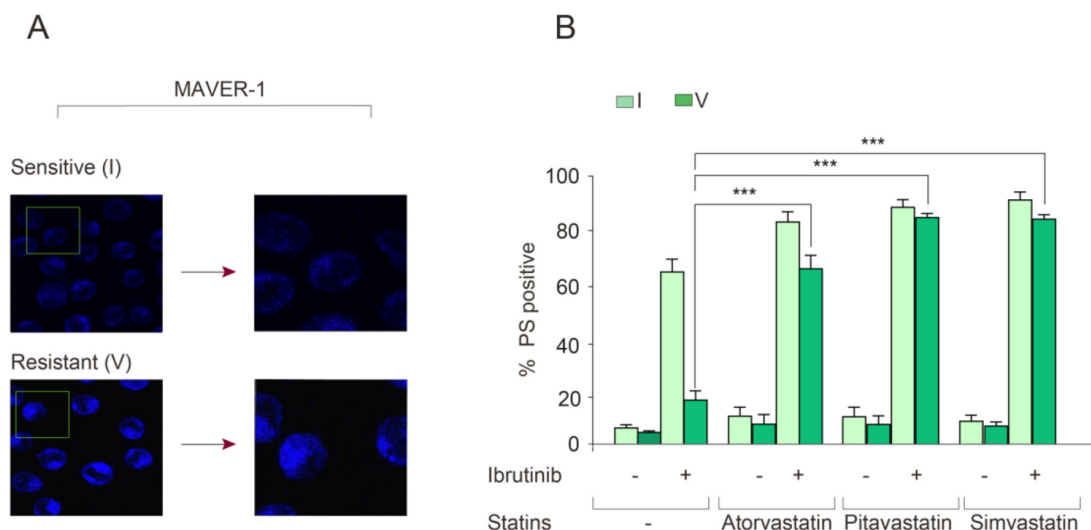 A
MAVER-1
Sensitive (I)
Resistant (V)
B
I V
***
***
***
% PS positive
100
80
60
40
20
0
Ibrutinib - + - + - + - +
Statins - Atorvastatin Pitavastatin Simvastatin